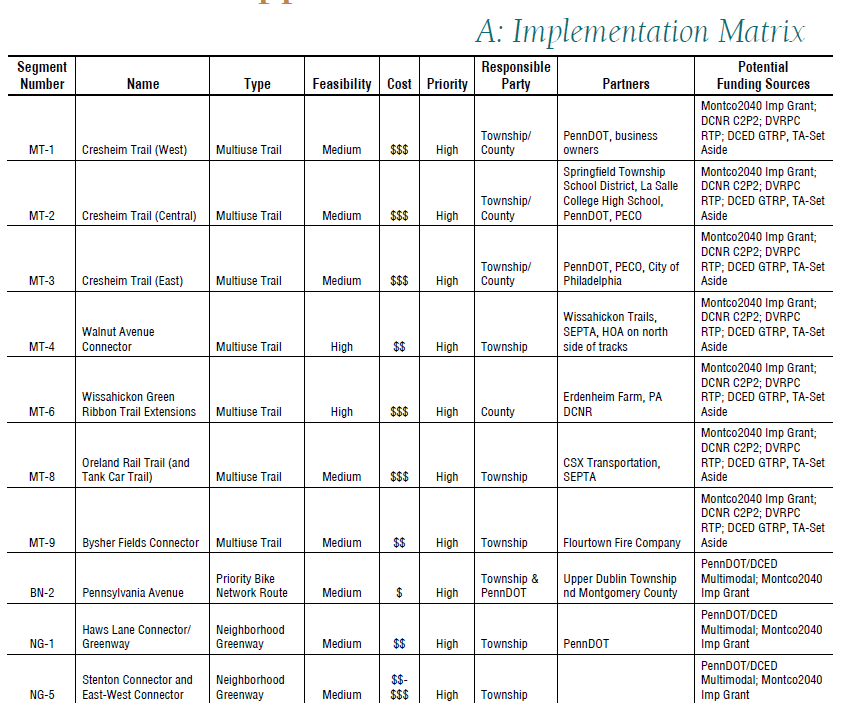 A: Implementation Matrix
Segment Number | Name | Type | Feasibility | Cost | Priority | Responsible Party | Partners | Potential Funding Sources
MT-1 | Cresheim Trail (West) | Multiuse Trail | Medium | $$$ | High | Township/ County | PennDOT, business owners | Montco2040 Imp Grant; DCNR C2P2; DVRPC RTP; DCED GTRP, TA-Set Aside
MT-2 | Cresheim Trail (Central) | Multiuse Trail | Medium | $$$ | High | Township/ County | Springfield Township School District, La Salle College High School, PennDOT, PECO | Montco2040 Imp Grant; DCNR C2P2; DVRPC RTP; DCED GTRP, TA-Set Aside
MT-3 | Cresheim Trail (East) | Multiuse Trail | Medium | $$$ | High | Township/ County | PennDOT, PECO, City of Philadelphia | Montco2040 Imp Grant; DCNR C2P2; DVRPC RTP; DCED GTRP, TA-Set Aside
MT-4 | Walnut Avenue Connector | Multiuse Trail | High | $$ | High | Township | Wissahickon Trails, SEPTA, HOA on north side of tracks | Montco2040 Imp Grant; DCNR C2P2; DVRPC RTP; DCED GTRP, TA-Set Aside
MT-6 | Wissahickon Green Ribbon Trail Extensions | Multiuse Trail | High | $$$ | High | County | Erdenheim Farm, PA DCNR | Montco2040 Imp Grant; DCNR C2P2; DVRPC RTP; DCED GTRP, TA-Set Aside
MT-8 | Oreland Rail Trail (and Tank Car Trail) | Multiuse Trail | Medium | $$$ | High | Township | CSX Transportation, SEPTA | Montco2040 Imp Grant; DCNR C2P2; DVRPC RTP; DCED GTRP, TA-Set Aside
MT-9 | Bysher Fields Connector | Multiuse Trail | Medium | $$ | High | Township | Flourtown Fire Company | Montco2040 Imp Grant; DCNR C2P2; DVRPC RTP; DCED GTRP, TA-Set Aside
BN-2 | Pennsylvania Avenue | Priority Bike Network Route | Medium | $ | High | Township & PennDOT | Upper Dublin Township nd Montgomery County | PennDOT/DCED Multimodal; Montco2040 Imp Grant
NG-1 | Haws Lane Connector/ Greenway | Neighborhood Greenway | Medium | $$ | High | Township | PennDOT | PennDOT/DCED Multimodal; Montco2040 Imp Grant
NG-5 | Stenton Connector and East-West Connector | Neighborhood Greenway | Medium | $$-$$$ | High | Township | | PennDOT/DCED Multimodal; Montco2040 Imp Grant